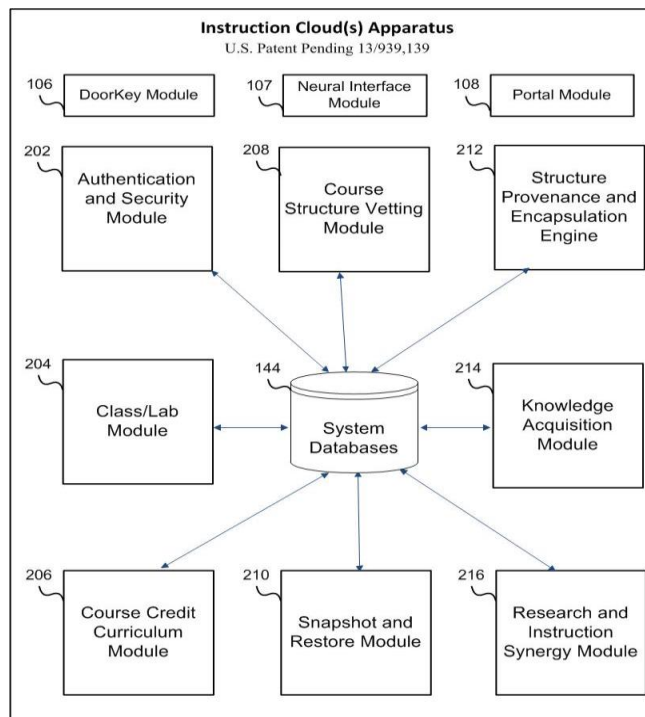 Instruction Cloud(s) Apparatus
U.S. Patent Pending 13/939,139
106
DoorKey Module
107
Neural Interface
Module
108
Portal Module
202
Authentication
and Security
Module
208
Course
Structure Vetting
Module
212
Structure
Provenance and
Encapsulation
Engine
204
Class/Lab
Module
144
System
Databases
214
Knowledge
Acquisition
Module
206
Course Credit
Curriculum
Module
210
Snapshot and
Restore Module
216
Research and
Instruction
Synergy Module